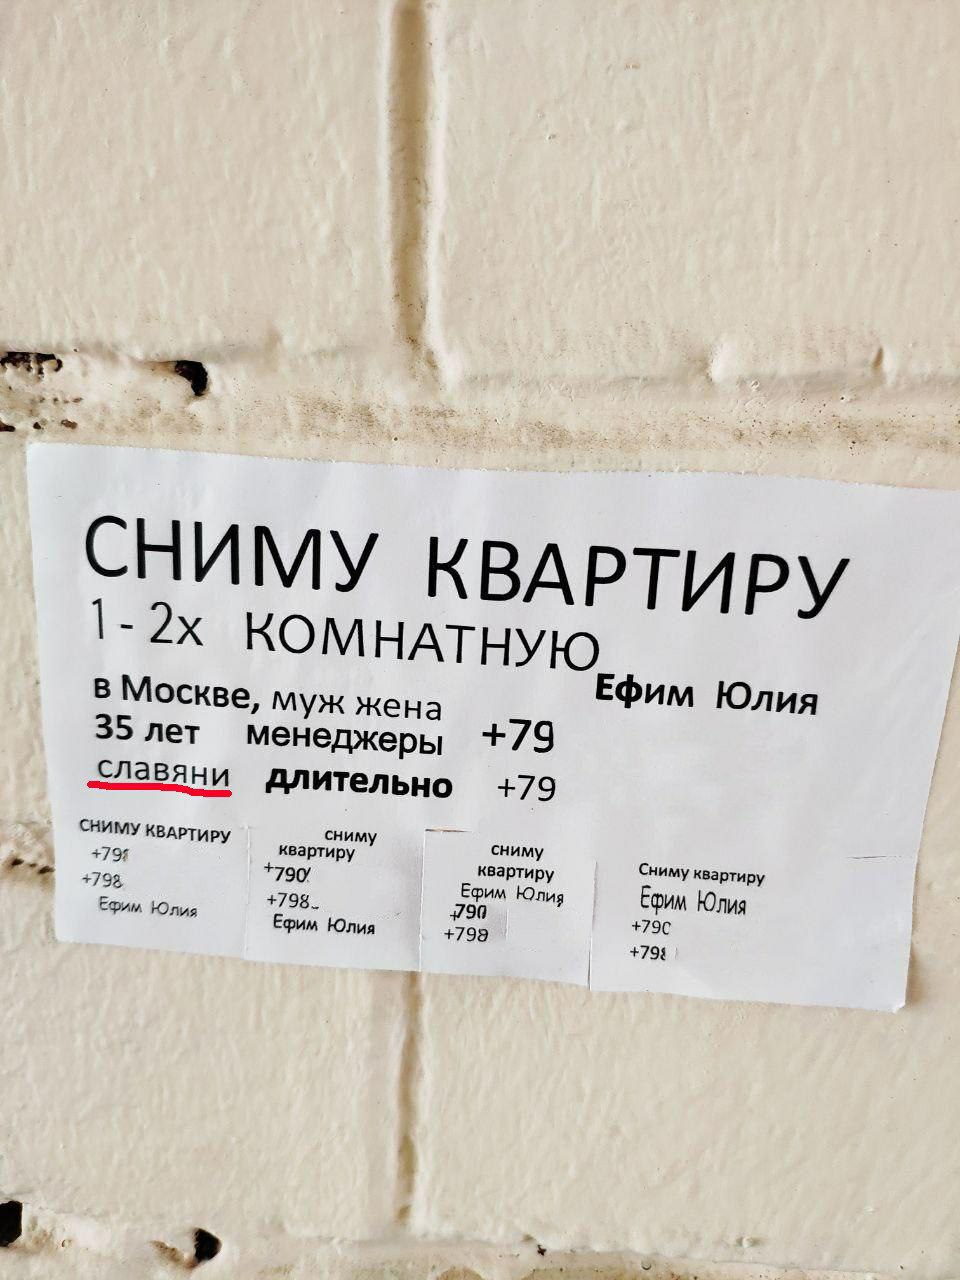 СНИМУ КВАРТИРУ
1 - 2х КОМНАТНУЮ
в Москве, муж жена
Ефим Юлия
35 лет менеджеры +79
славяни длительно +79
СНИМУ КВАРТИРУ
+79
+798
Ефим Юлия
сниму
квартиру
+790
+798
Ефим Юлия
сниму
квартиру
Ефим Юлия
+790
+798
Сниму квартиру
Ефим Юлия
+790
+798